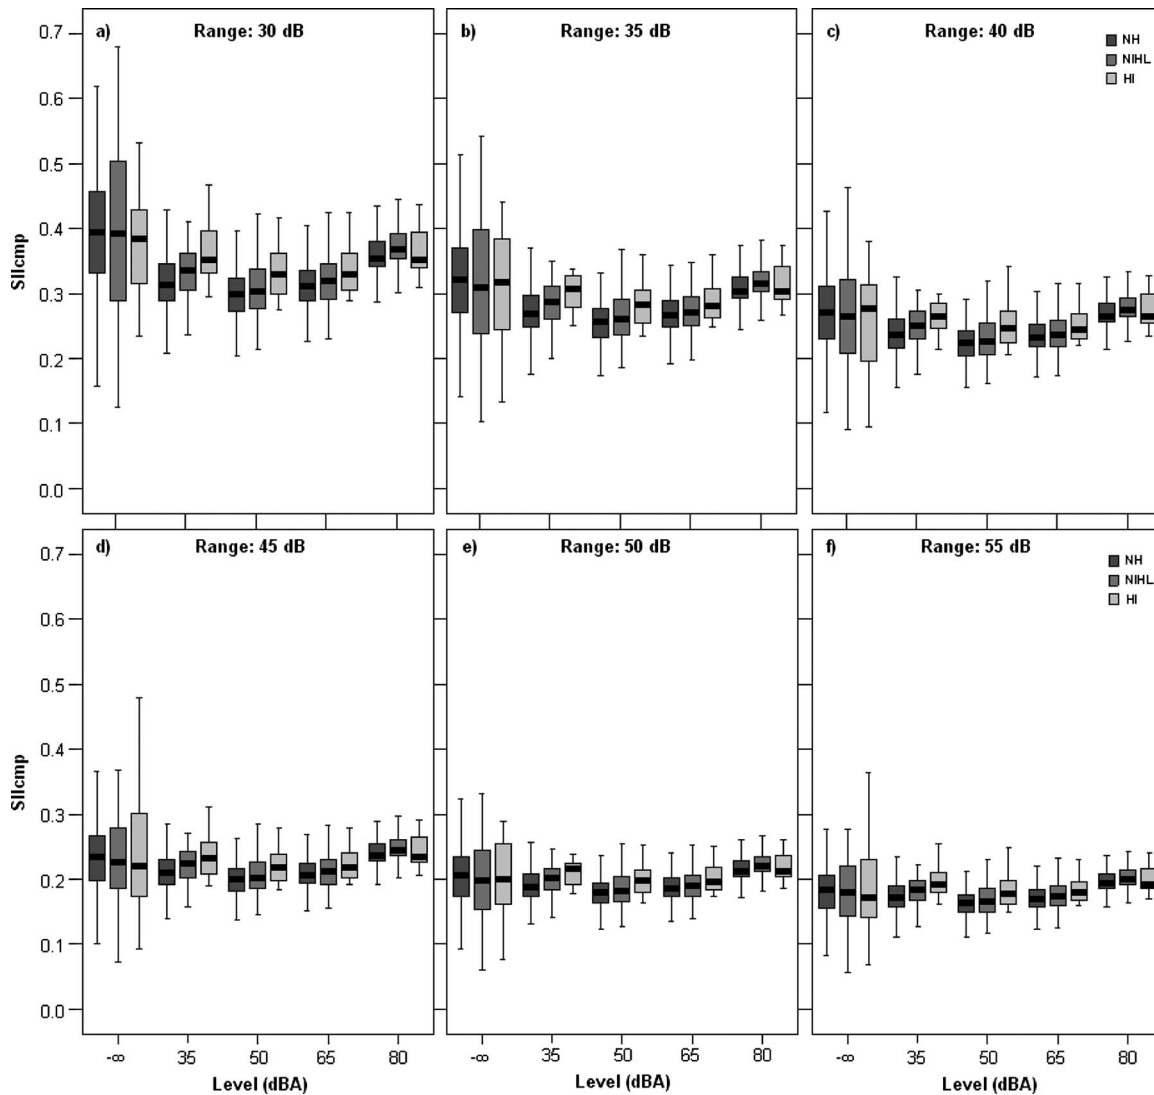 a) Range: 30 dB
b) Range: 35 dB
c) Range: 40 dB
NH
NIHL
HI
0.7
0.6
0.5
0.4
0.3
0.2
0.1
0.0
SIIcmp
d) Range: 45 dB
e) Range: 50 dB
f) Range: 55 dB
NH
NIHL
HI
0.7
0.6
0.5
0.4
0.3
0.2
0.1
0.0
SIIcmp
-∞ 35 50 65 80
-∞ 35 50 65 80
-∞ 35 50 65 80
Level (dBA)
Level (dBA)
Level (dBA)